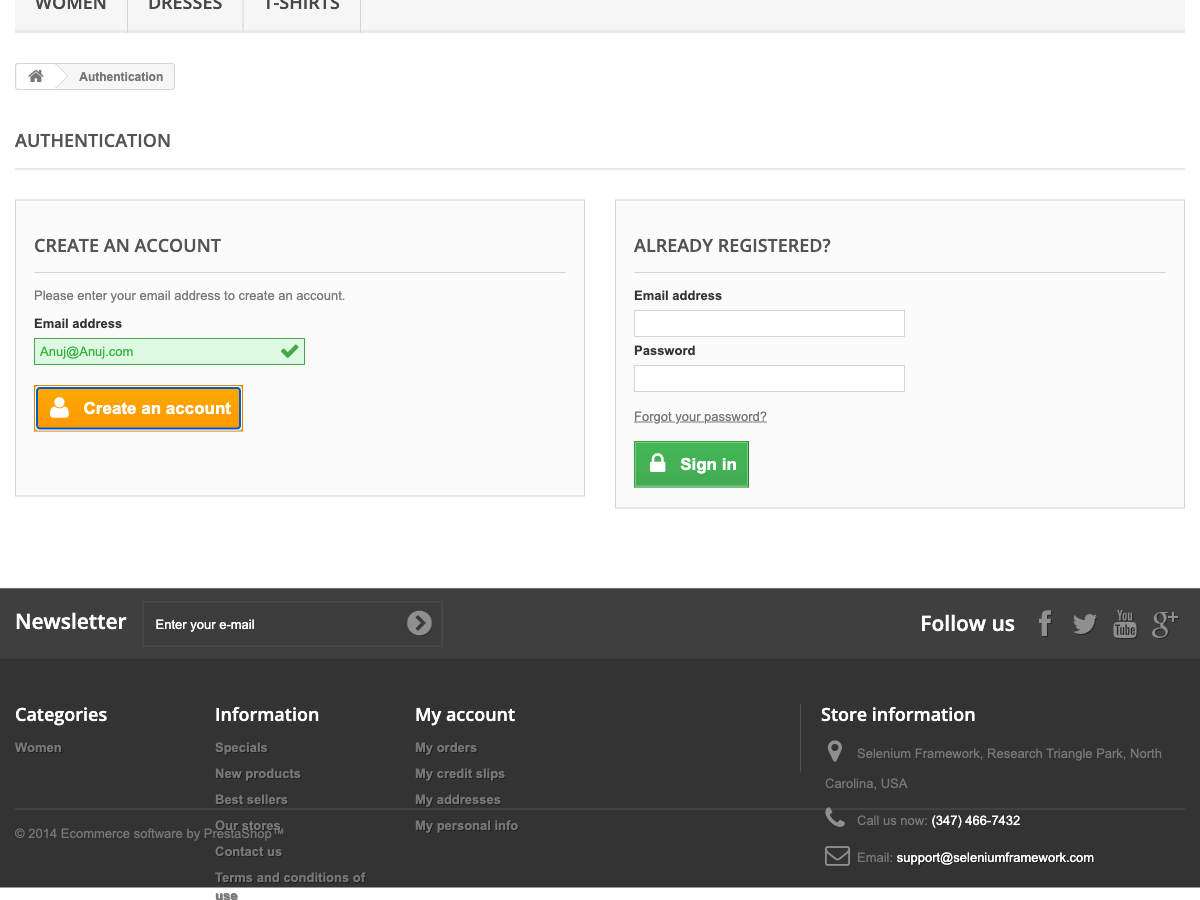 WOMEN DRESSES T-SHIRTS
Authentication
AUTHENTICATION
CREATE AN ACCOUNT
Please enter your email address to create an account.
Email address
Anuj@Anuj.com
Create an account
ALREADY REGISTERED?
Email address
Password
Forgot your password?
Sign in
Newsletter
Enter your e-mail
Follow us
You
Tube
g+
Categories
Women
Information
Specials
New products
Best sellers
Our stores
Contact us
Terms and conditions of
use
My account
My orders
My credit slips
My addresses
My personal info
Store information
Selenium Framework, Research Triangle Park, North
Carolina, USA
Call us now: (347) 466-7432
Email: support@seleniumframework.com
© 2014 Ecommerce software by PrestaShop™